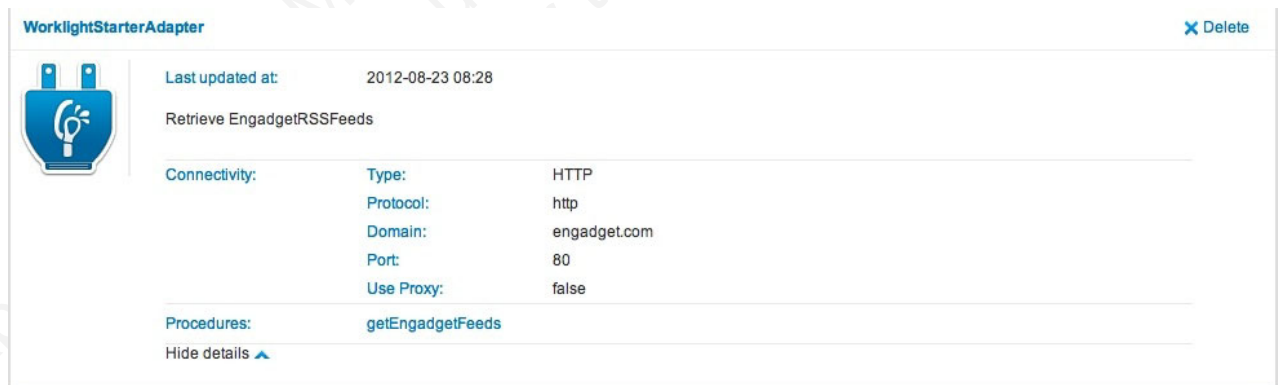 WorklightStarterAdapter Delete
Last updated at: 2012-08-23 08:28
Retrieve EngadgetRSSFeeds
Connectivity: Type: HTTP
Protocol: http
Domain: engadget.com
Port: 80
Use Proxy: false
Procedures: getEngadgetFeeds
Hide details